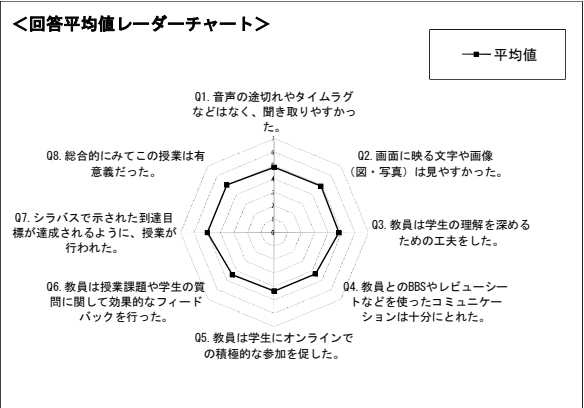 ＜回答平均値レーダーチャート＞
平均値
Q1. 音声の途切れやタイムラグ
などはなく、聞き取りやすかっ
た。
Q2. 画面に映る文字や画像
（図・写真）は見やすかった。
Q3. 教員は学生の理解を深める
ための工夫をした。
Q4. 教員とのBBSやレビューシー
トなどを使ったコミュニケー
ションは十分にとれた。
Q5. 教員は学生にオンラインで
の積極的な参加を促した。
Q6. 教員は授業課題や学生の質
問に関して効果的なフィード
バックを行った。
Q7. シラバスで示された到達目
標が達成されるように、授業が
行われた。
Q8. 総合的にみてこの授業は有
意義だった。
7
6
5
4
3
2
1
0